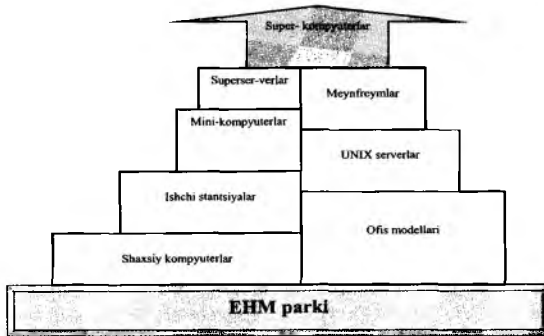 Super- kompyuterlar
Superser-verlar
Meynfreymlar
Mini-kompyuterlar
UNIX serverlar
Ishchi stantsiyalar
Ofis modellari
Shaxsiy kompyuterlar
EHM parki